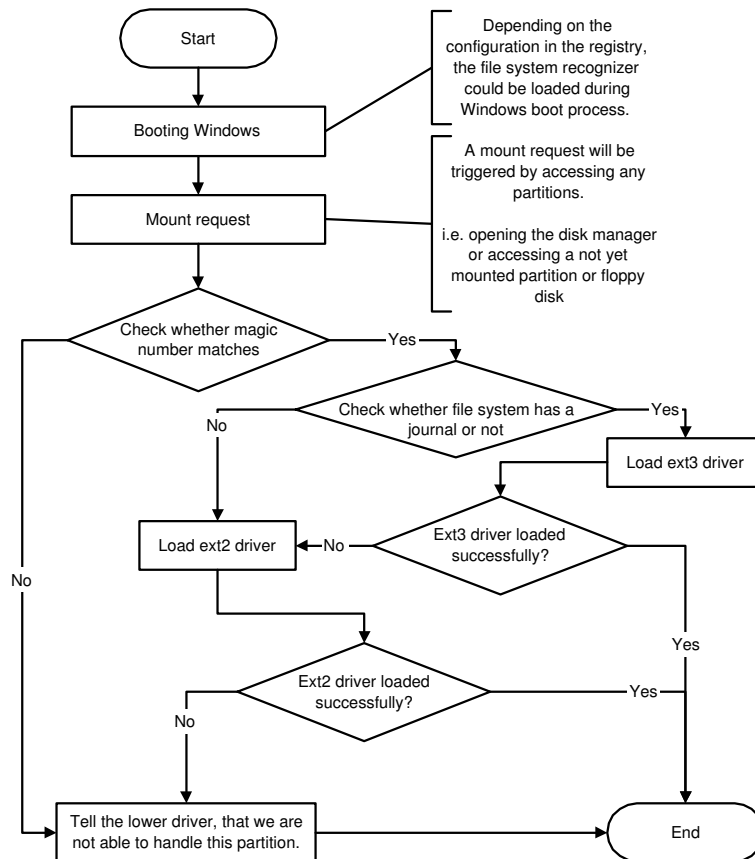 Start
Depending on the
configuration in the registry,
the file system recognizer
could be loaded during
Windows boot process.
Booting Windows
A mount request will be
triggered by accessing any
partitions.
i.e. opening the disk manager
or accessing a not yet
mounted partition or floppy
disk
Mount request
Check whether magic
number matches
Yes
Check whether file system has a
journal or not
No
Yes
Load ext3 driver
Ext3 driver loaded
successfully?
No
Load ext2 driver
No
Yes
Ext2 driver loaded
successfully?
Yes
No
Tell the lower driver, that we are
not able to handle this partition.
End